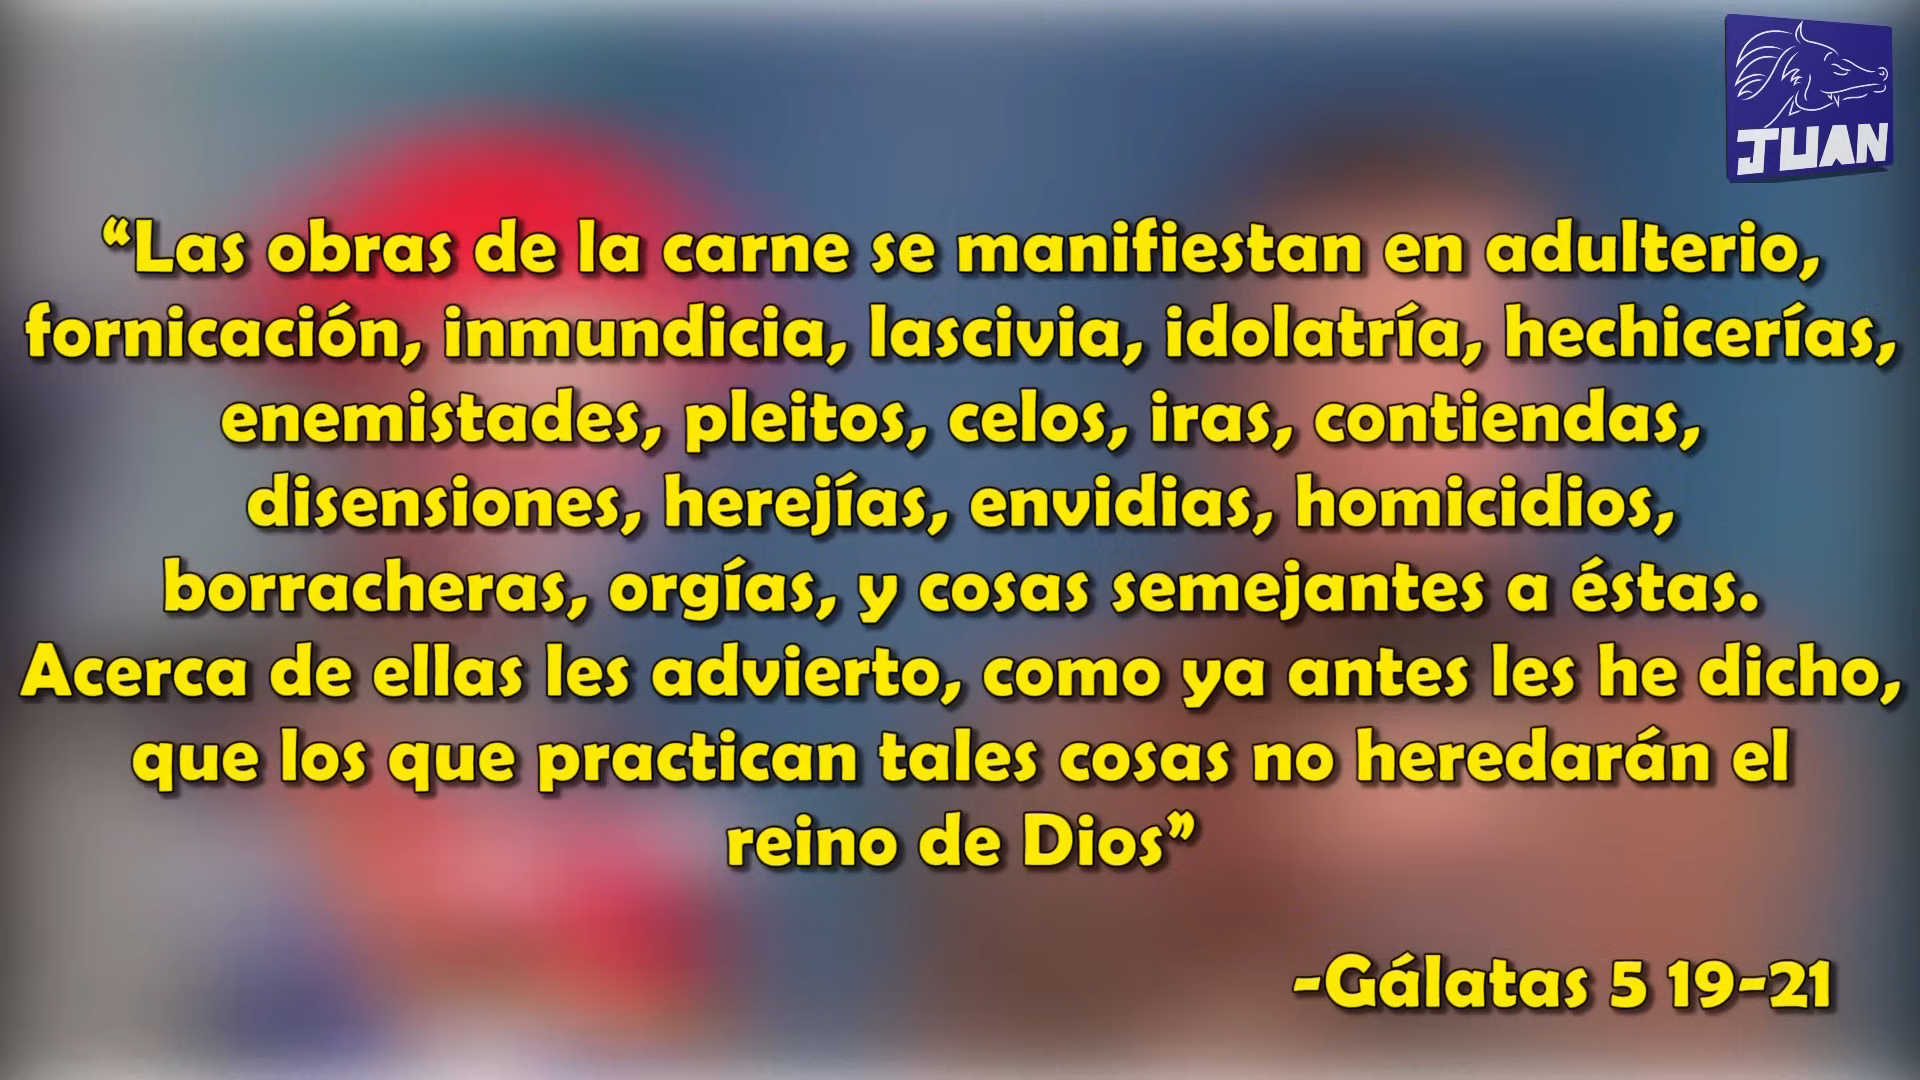 JUAN
“Las obras de la carne se manifiestan en adulterio,
fornicación, inmundicia, lascivia, idolatría, hechicerías,
enemistades, pleitos, celos, iras, contiendas,
disensiones, herejías, envidias, homicidios,
borracheras, orgías, y cosas semejantes a éstas.
Acerca de ellas les advierto, como ya antes les he dicho,
que los que practican tales cosas no heredarán el
reino de Dios”
-Gálatas 5 19-21